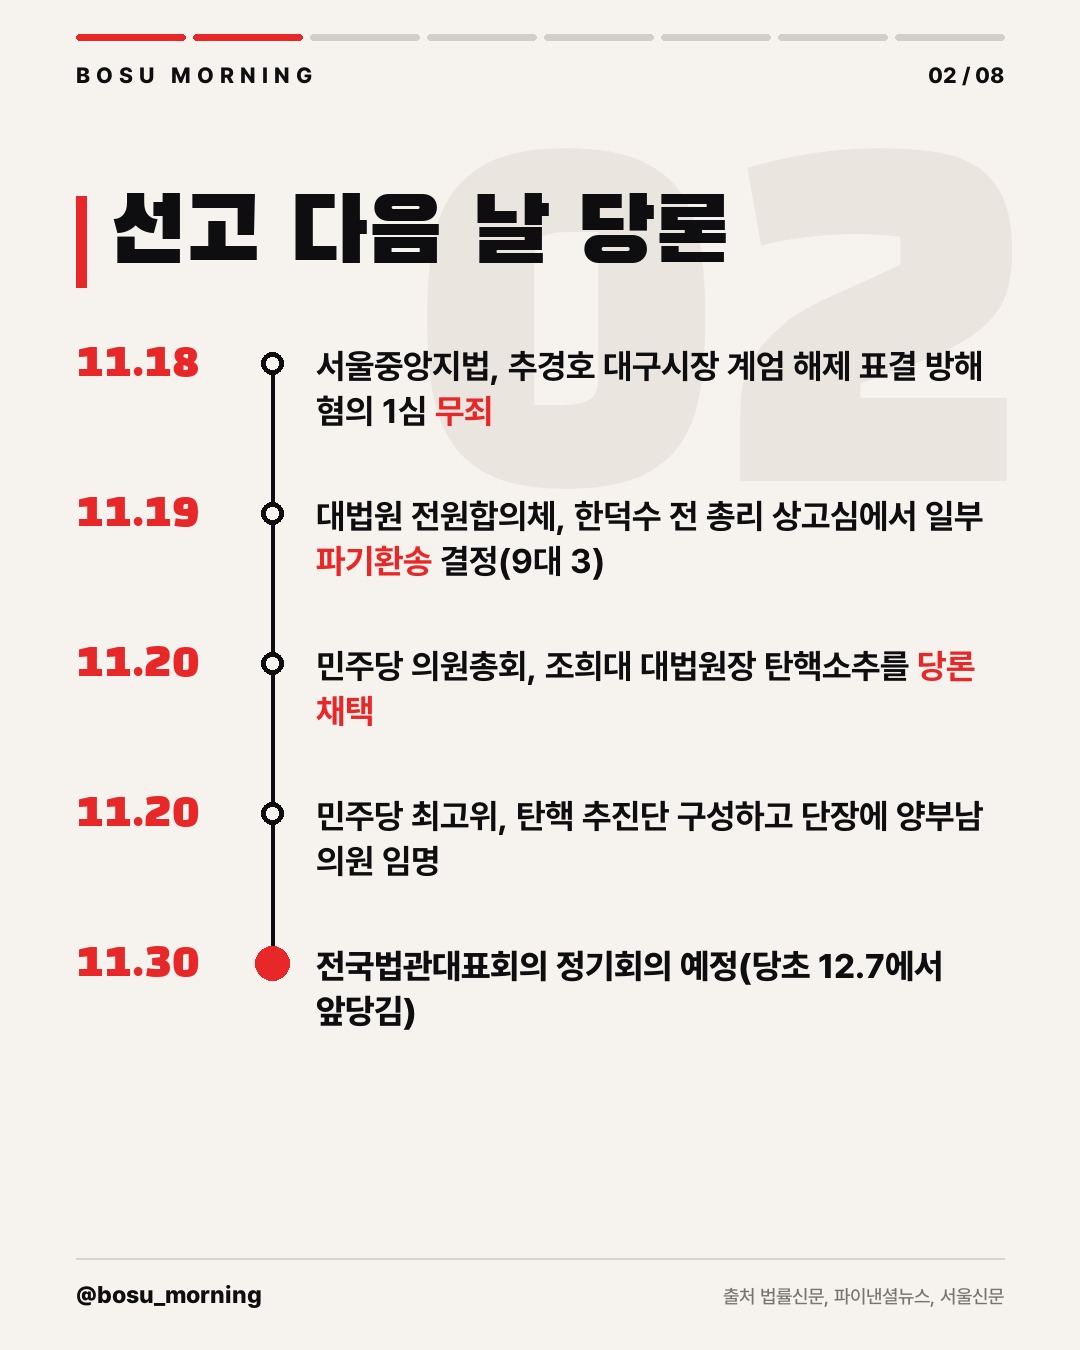 BOSU MORNING
02 / 08
02
선고 다음 날 당론
11.18
서울중앙지법, 추경호 대구시장 계엄 해제 표결 방해
혐의 1심 무죄
11.19
대법원 전원합의체, 한덕수 전 총리 상고심에서 일부
파기환송 결정(9대 3)
11.20
민주당 의원총회, 조희대 대법원장 탄핵소추를 당론
채택
11.20
민주당 최고위, 탄핵 추진단 구성하고 단장에 양부남
의원 임명
11.30
전국법관대표회의 정기회의 예정(당초 12.7에서
앞당김)
@bosu_morning
출처 법률신문, 파이낸셜뉴스, 서울신문